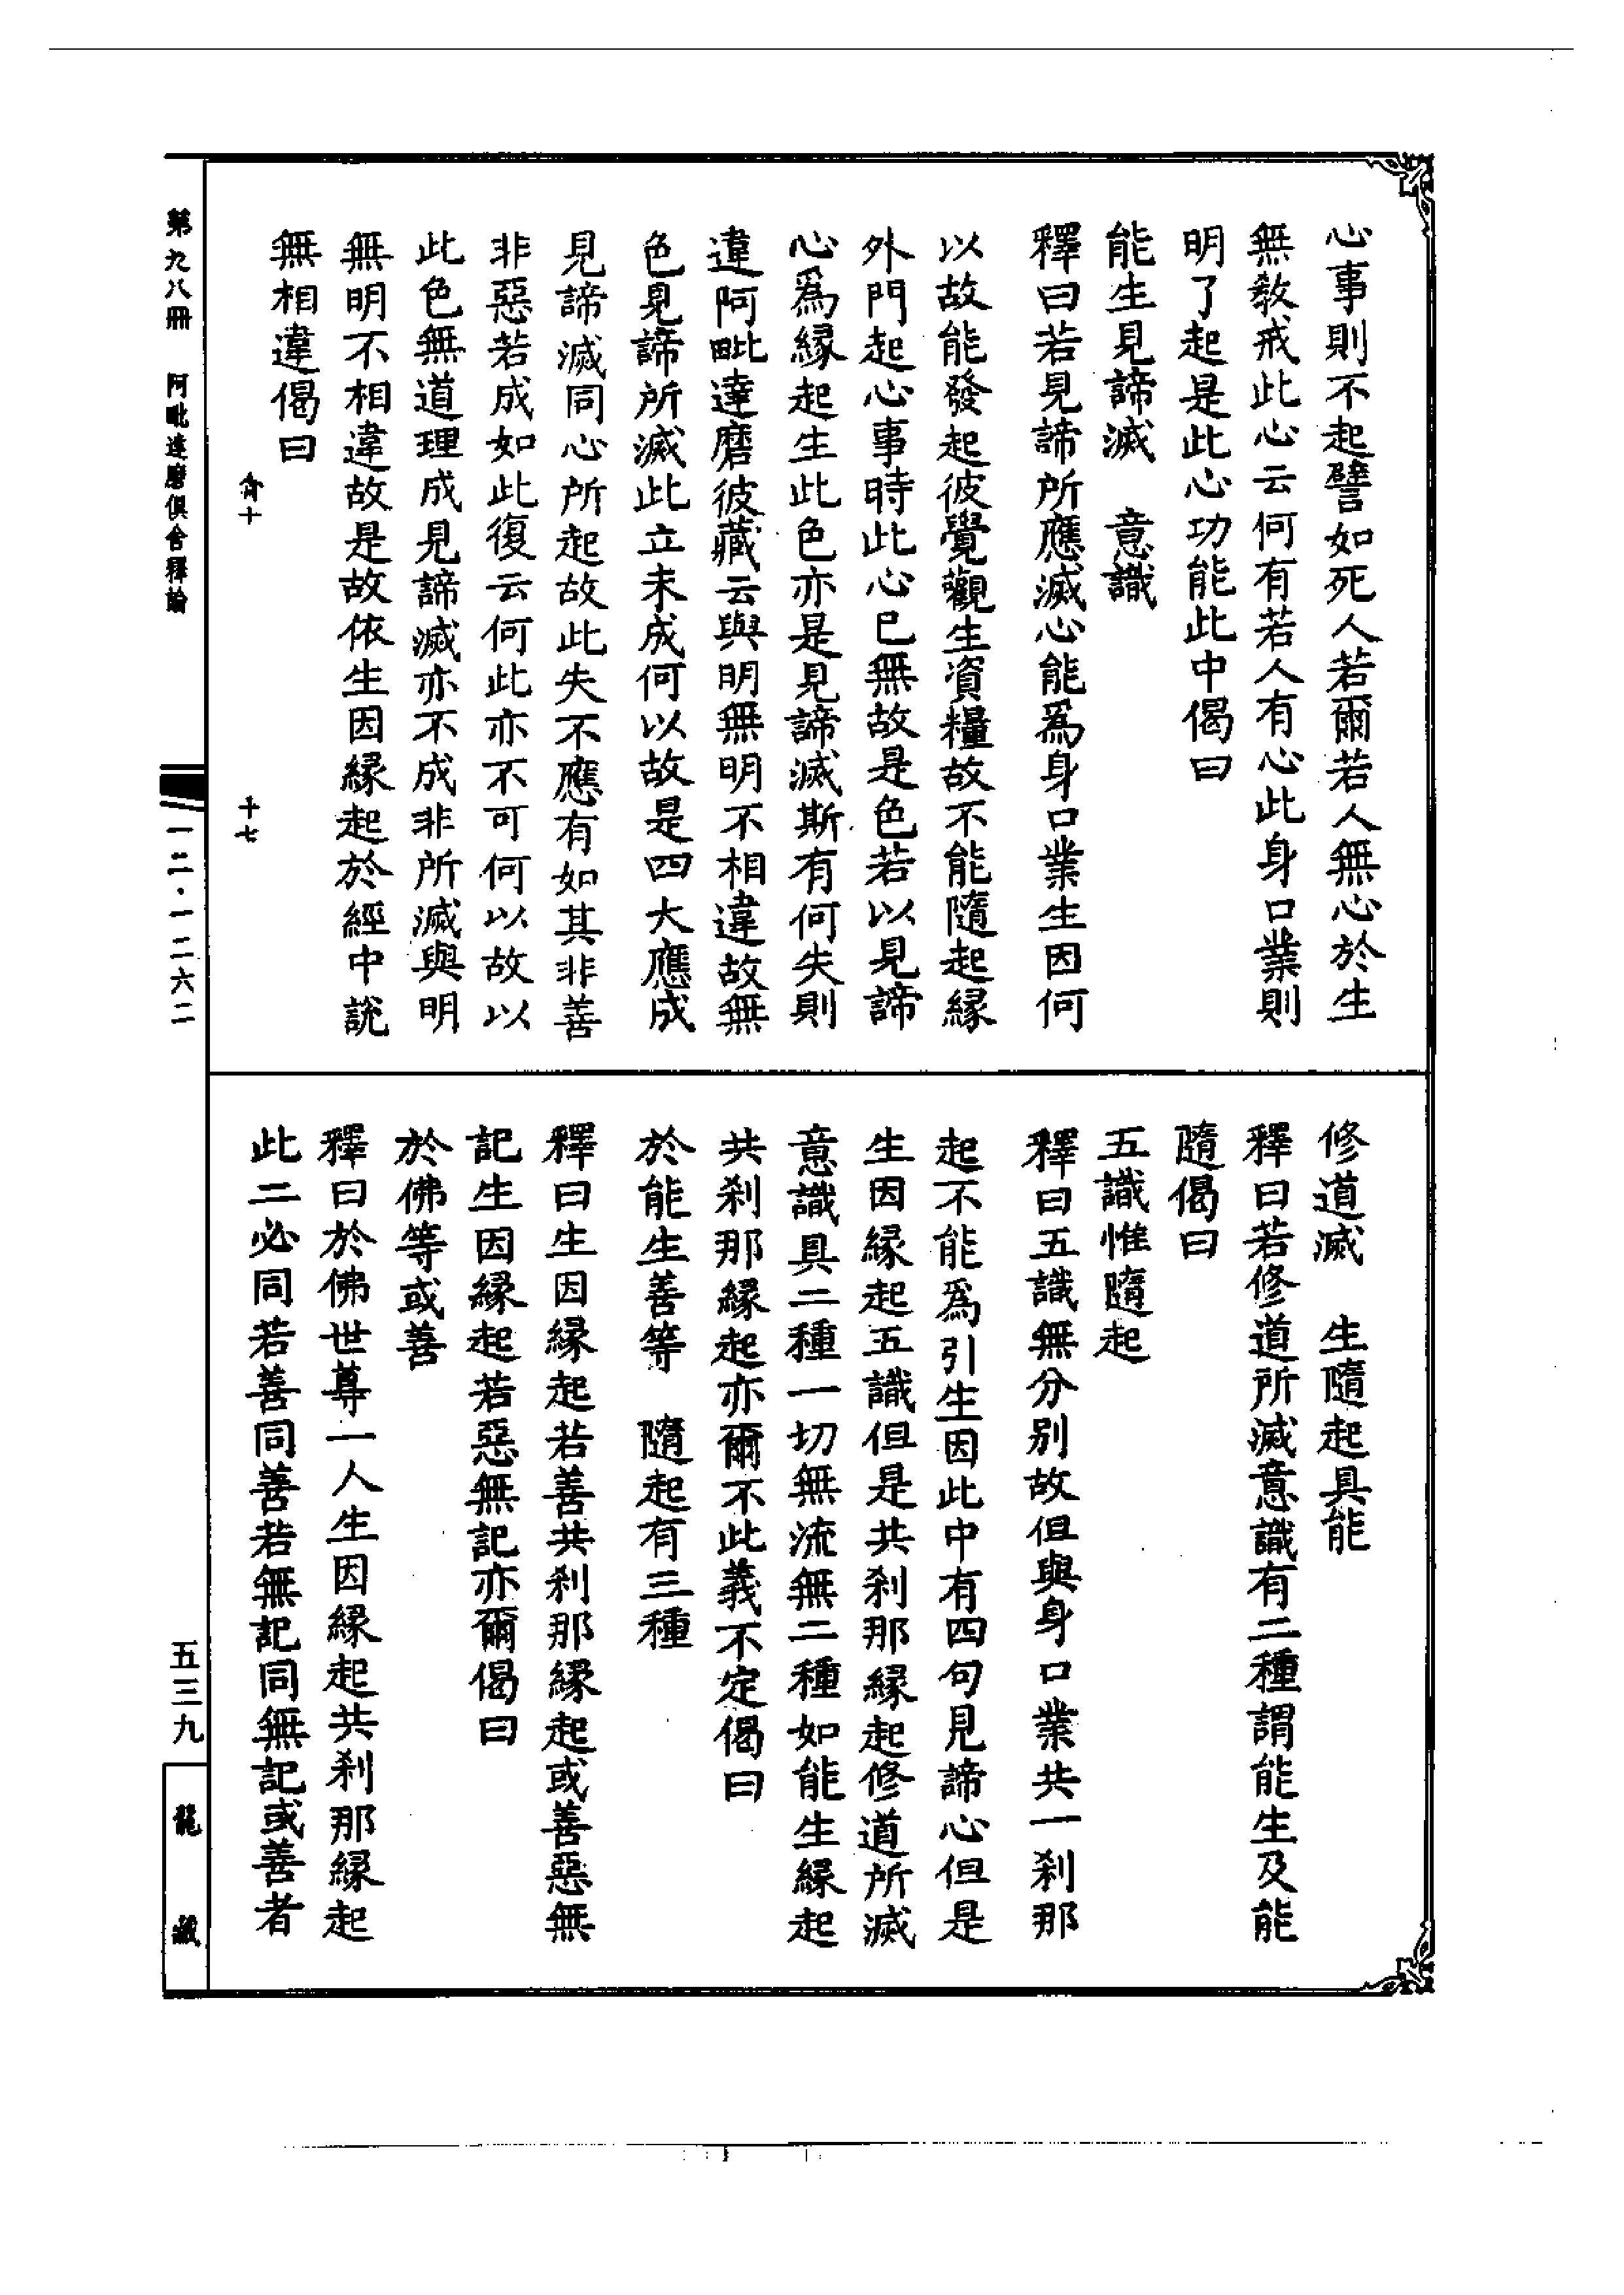 心事則不起譬如死人若爾若人無心於生
無敎戒此心云何有若人有心此身口業則
明了起是此心功能此中偈曰
能生見諦滅　意識
釋曰若見諦所應滅心能爲身口業生因何
以故能發起彼覺觀生資糧故不能隨起緣
外門起心事時此心已無故是色若以見諦
心爲緣起生此色亦是見諦滅斯有何失則
違阿毗達磨彼藏云與明無明不相違故無
色見諦所滅此立未成何以故是四大應成
見諦滅同心所起故此失不應有如其非善
非惡若成如此復云何此亦不可何以故以
此色無道理成見諦滅亦不成非所滅與明
無明不相違故是故依生因緣起於經中説
無相違偈曰
十七
修道滅　生隨起具能
釋曰若修道所滅意識有二種謂能生及能
隨偈曰
五識惟隨起
釋曰五識無分別故但與身口業共一刹那
起不能爲引生因此中有四句見諦心但是
生因緣起五識但是共刹那緣起修道所滅
意識具二種一切無流無二種如能生緣起
共刹那緣起亦爾不此義不定偈曰
於能生善等　隨起有三種
釋曰生因緣起若善共刹那緣起或善惡無
記生因緣起若惡無記亦爾偈曰
於佛等或善
釋曰於佛世尊一人生因緣起共刹那緣起
此二必同若善同善若無記同無記或善者
第九八冊　阿毗達磨俱舍釋論
一二·一二六二
五三九
龍藏